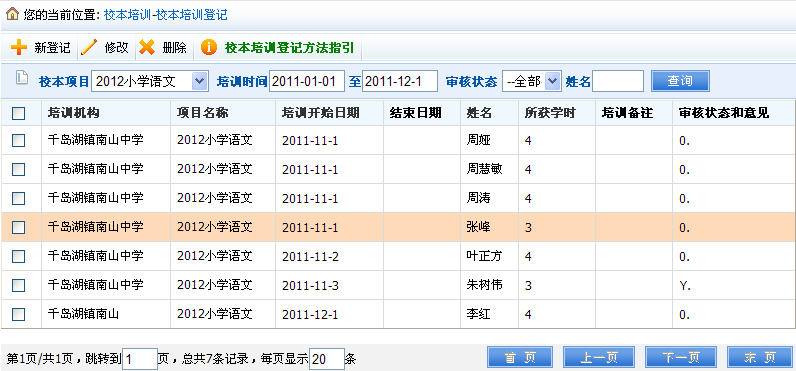 您的当前位置: 校本培训-校本培训登记
新登记 修改 删除 校本培训登记方法指引
校本项目 2012小学语文 培训时间 2011-01-01 至 2011-12-1 审核状态 --全部 姓名 查询
培训机构 项目名称 培训开始日期 结束日期 姓名 所获学时 培训备注 审核状态和意见
千岛湖镇南山中学 2012小学语文 2011-11-1 周娅 4 0.
千岛湖镇南山中学 2012小学语文 2011-11-1 周慧敏 4 0.
千岛湖镇南山中学 2012小学语文 2011-11-1 周涛 4 0.
千岛湖镇南山中学 2012小学语文 2011-11-1 张峰 3 0.
千岛湖镇南山中学 2012小学语文 2011-11-2 叶正方 4 0.
千岛湖镇南山中学 2012小学语文 2011-11-3 朱树伟 3 Y.
千岛湖镇南山 2012小学语文 2011-12-1 李红 4 0.
第1页/共1页，跳转到 1 页，总共7条记录，每页显示 20 条 首 页 上一页 下一页 末 页